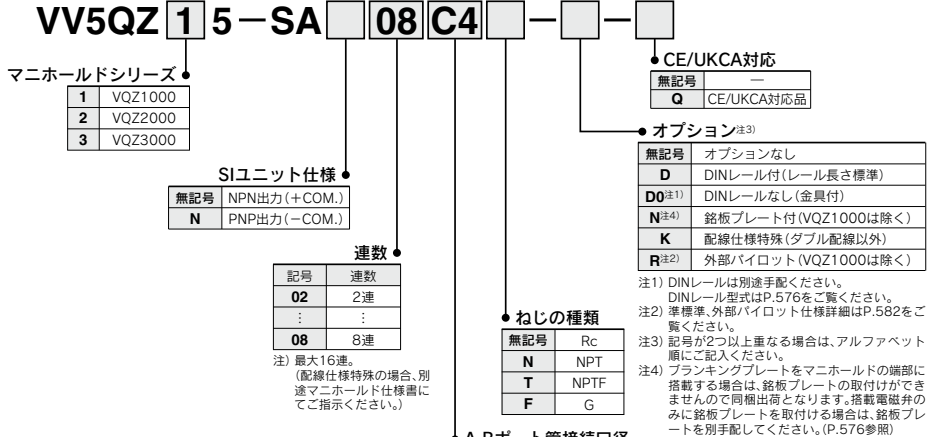 VV5QZ 1 5－SA 08 C4 － －
マニホールドシリーズ
1 VQZ1000
2 VQZ2000
3 VQZ3000
SIユニット仕様
無記号 NPN出力(+COM.)
N PNP出力(−COM.)
連数
記号 連数
02 2連
⋮ ⋮
08 8連
注) 最大16連。
(配線仕様特殊の場合、別
途マニホールド仕様書に
てご指示ください。)
ねじの種類
無記号 Rc
N NPT
T NPTF
F G
CE/UKCA対応
無記号 ―
Q CE/UKCA対応品
オプション注3)
無記号 オプションなし
D DINレール付(レール長さ標準)
D0注1) DINレールなし(金具付)
N注4) 銘板プレート付(VQZ1000は除く)
K 配線仕様特殊(ダブル配線以外)
R注2) 外部パイロット(VQZ1000は除く)
注1) DINレールは別途手配ください。
DINレール型式はP.576をご覧ください。
注2) 準標準、外部パイロット仕様詳細はP.582をご
覧ください。
注3) 記号が2つ以上重なる場合は、アルファベット
順にご記入ください。
注4) ブランキングプレートをマニホールドの端部に
搭載する場合は、銘板プレートの取付けができ
ませんので同梱出荷となります。搭載電磁弁の
みに銘板プレートを取付ける場合は、銘板プレ
ートを別手配してください。(P.576参照)